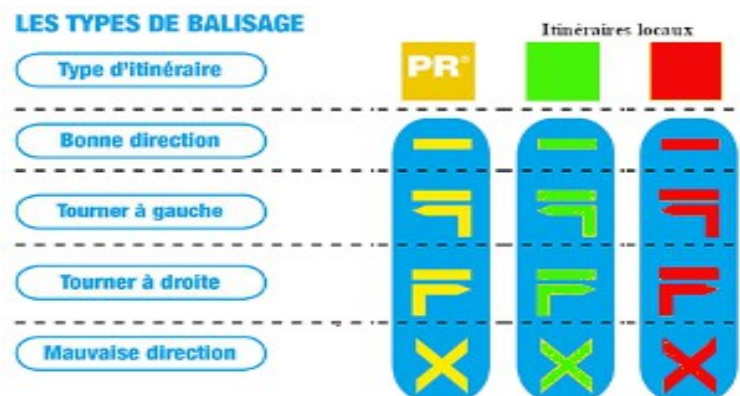 LES TYPES DE BALISAGE
Itinéraires locaux
Type d'itinéraire
PR®
Bonne direction
Tourner à gauche
Tourner à droite
Mauvaise direction